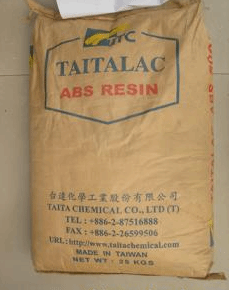 TTC
TAITALAC
ABS RESIN
台達化學工業股份有限公司
TAITA CHEMICAL CO., LTD (T)
TEL : +886-2-87516888
FAX : +886-2-26599506
URL : http://www.taitachemical.com
MADE IN TAIWAN
NET WT : 25 KGS